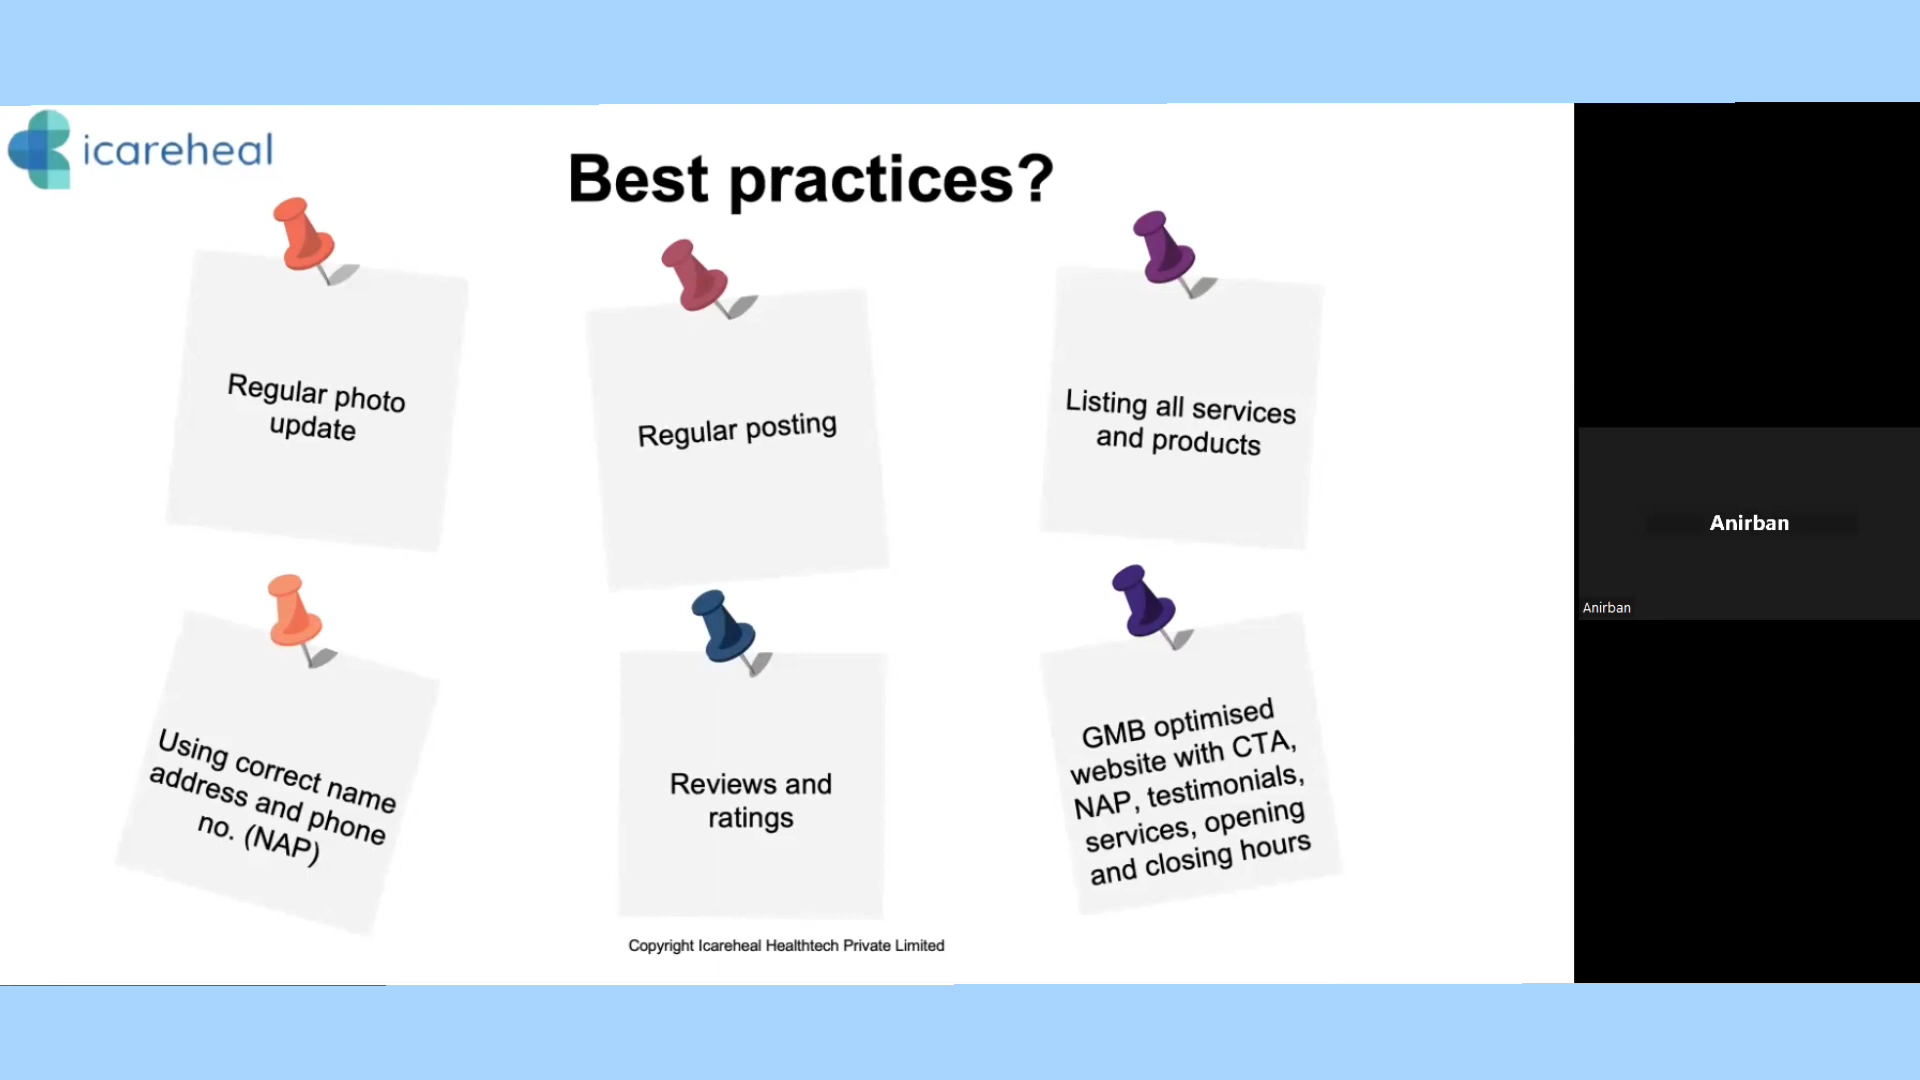 icareheal
Best practices?
Regular photo
update
Regular posting
Listing all services
and products
Using correct name
address and phone
no. (NAP)
Reviews and
ratings
GMB optimised
website with CTA,
NAP, testimonials,
services, opening
and closing hours
Copyright Icareheal Healthtech Private Limited
Anirban
Anirban